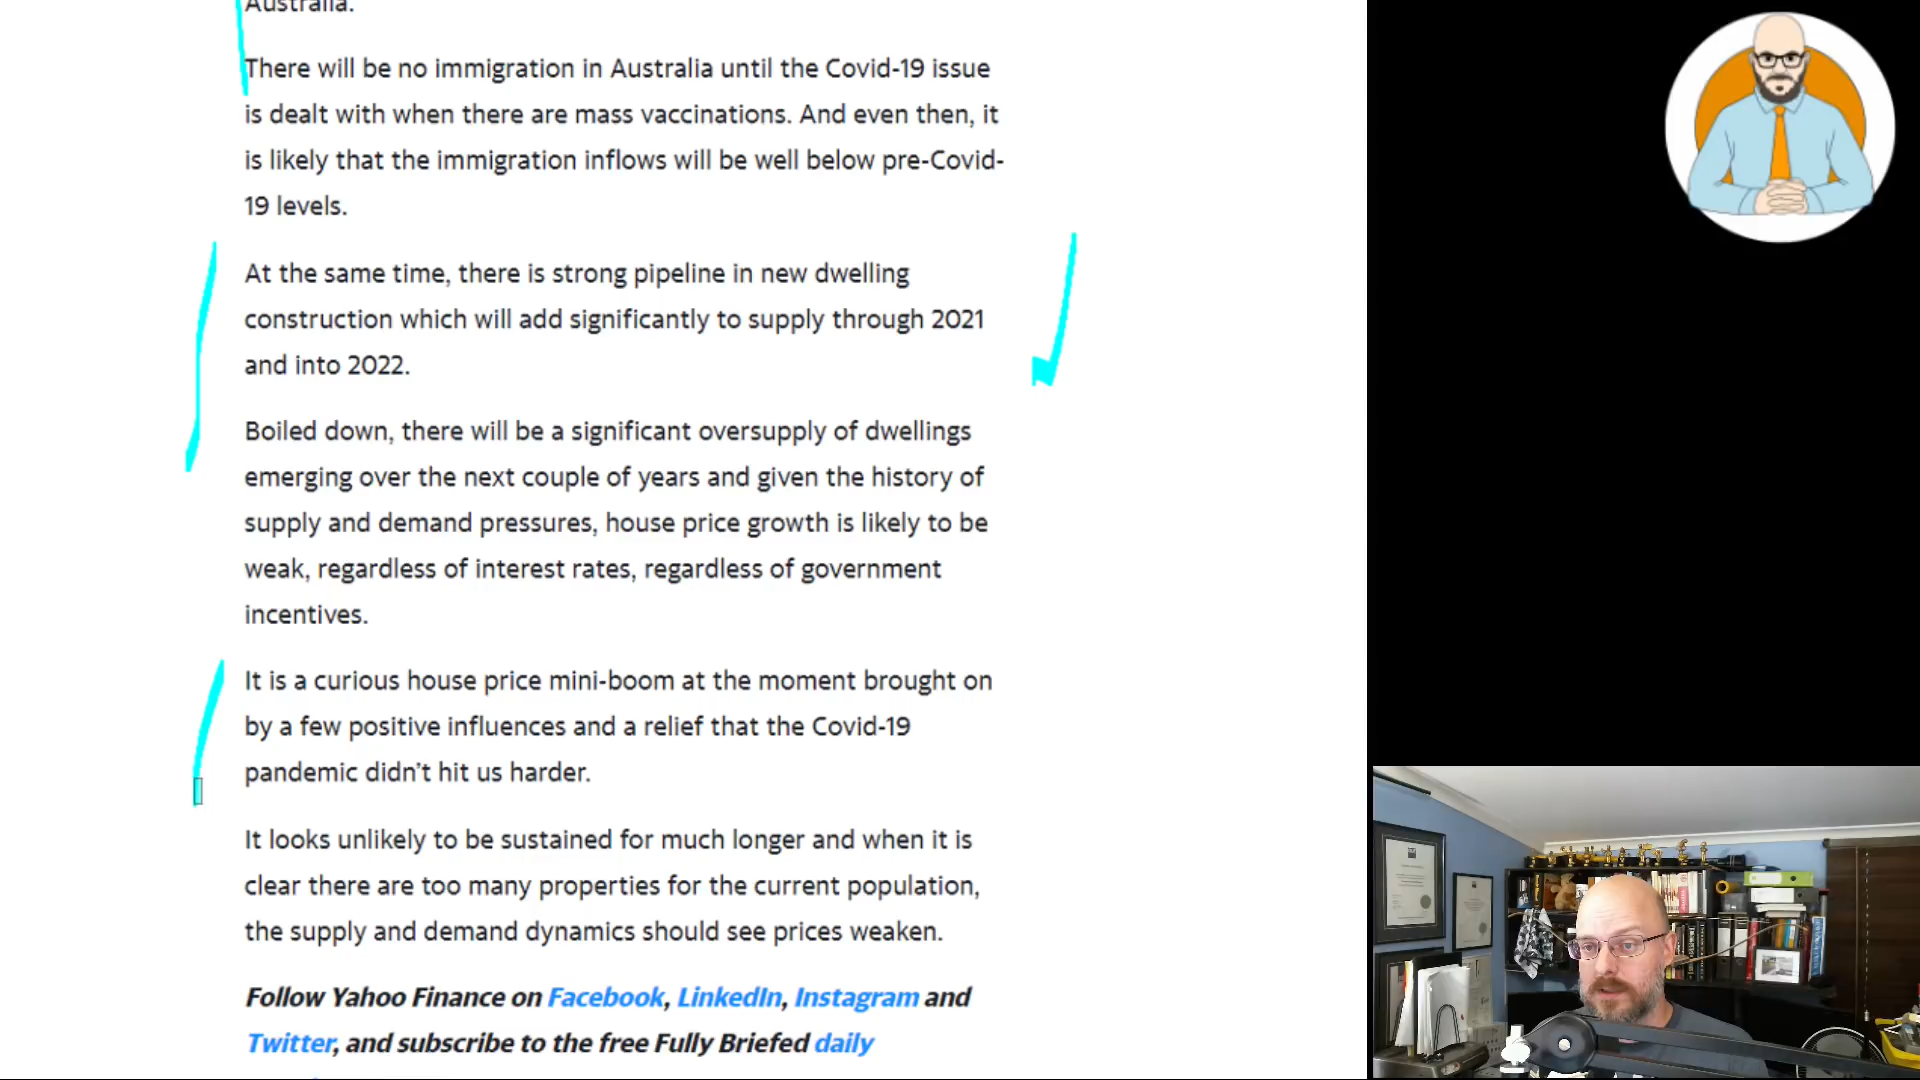 Australia.
There will be no immigration in Australia until the Covid-19 issue
is dealt with when there are mass vaccinations. And even then, it
is likely that the immigration inflows will be well below pre-Covid-
19 levels.
At the same time, there is strong pipeline in new dwelling
construction which will add significantly to supply through 2021
and into 2022.
Boiled down, there will be a significant oversupply of dwellings
emerging over the next couple of years and given the history of
supply and demand pressures, house price growth is likely to be
weak, regardless of interest rates, regardless of government
incentives.
It is a curious house price mini-boom at the moment brought on
by a few positive influences and a relief that the Covid-19
pandemic didn’t hit us harder.
It looks unlikely to be sustained for much longer and when it is
clear there are too many properties for the current population,
the supply and demand dynamics should see prices weaken.
Follow Yahoo Finance on Facebook, LinkedIn, Instagram and
Twitter, and subscribe to the free Fully Briefed daily